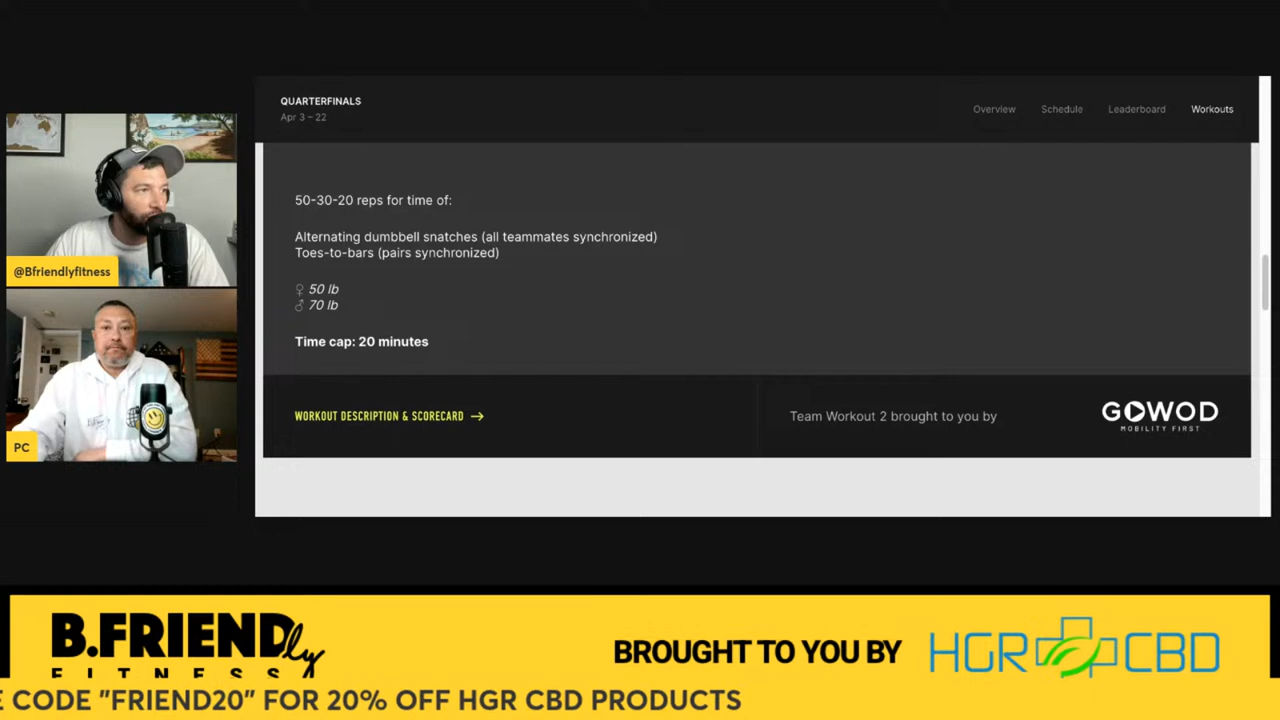 QUARTERFINALS
Apr 3 – 22
Overview
Schedule
Leaderboard
Workouts
50-30-20 reps for time of:
Alternating dumbbell snatches (all teammates synchronized)
Toes-to-bars (pairs synchronized)
♀ 50 lb
♂ 70 lb
Time cap: 20 minutes
WORKOUT DESCRIPTION & SCORECARD →
Team Workout 2 brought to you by
GOWOD
MOBILITY FIRST
@Bfriendlyfitness
PC
B.FRIENDly
FITNESS
BROUGHT TO YOU BY
HGR CBD
E CODE "FRIEND20" FOR 20% OFF HGR CBD PRODUCTS